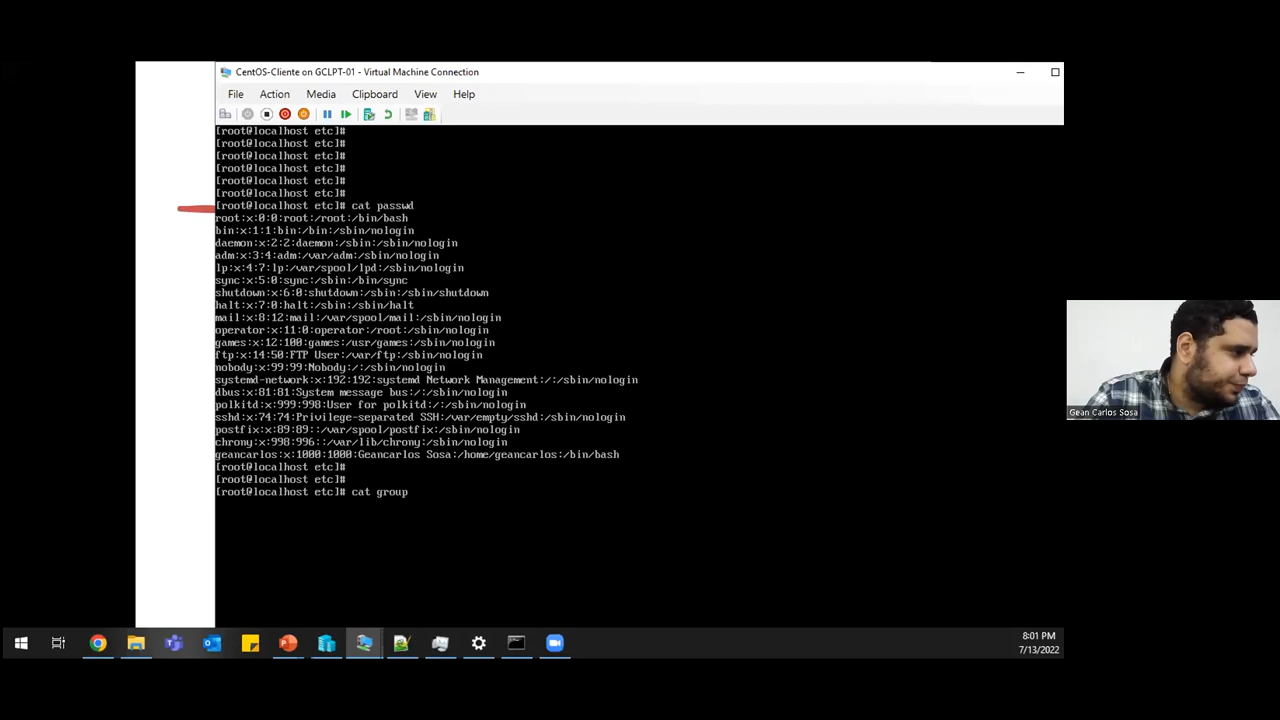 CentOS-Cliente on GCLPT-01 - Virtual Machine Connection
File Action Media Clipboard View Help
[root@localhost etc]#
[root@localhost etc]#
[root@localhost etc]#
[root@localhost etc]#
[root@localhost etc]#
[root@localhost etc]#
[root@localhost etc]# cat passwd
root:x:0:0:root:/root:/bin/bash
bin:x:1:1:bin:/bin:/sbin/nologin
daemon:x:2:2:daemon:/sbin:/sbin/nologin
adm:x:3:4:adm:/var/adm:/sbin/nologin
lp:x:4:7:lp:/var/spool/lpd:/sbin/nologin
sync:x:5:0:sync:/sbin:/bin/sync
shutdown:x:6:0:shutdown:/sbin:/sbin/shutdown
halt:x:7:0:halt:/sbin:/sbin/halt
mail:x:8:12:mail:/var/spool/mail:/sbin/nologin
operator:x:11:0:operator:/root:/sbin/nologin
games:x:12:100:games:/usr/games:/sbin/nologin
ftp:x:14:50:FTP User:/var/ftp:/sbin/nologin
nobody:x:99:99:Nobody:/:/sbin/nologin
systemd-network:x:192:192:systemd Network Management:/:/sbin/nologin
dbus:x:81:81:System message bus:/:/sbin/nologin
polkitd:x:999:998:User for polkitd:/:/sbin/nologin
sshd:x:74:74:Privilege-separated SSH:/var/empty/sshd:/sbin/nologin
postfix:x:89:89::/var/spool/postfix:/sbin/nologin
chrony:x:998:996::/var/lib/chrony:/sbin/nologin
geancarlos:x:1000:1000:Geancarlos Sosa:/home/geancarlos:/bin/bash
[root@localhost etc]#
[root@localhost etc]#
[root@localhost etc]# cat group
Gean Carlos Sosa
8:01 PM
7/13/2022